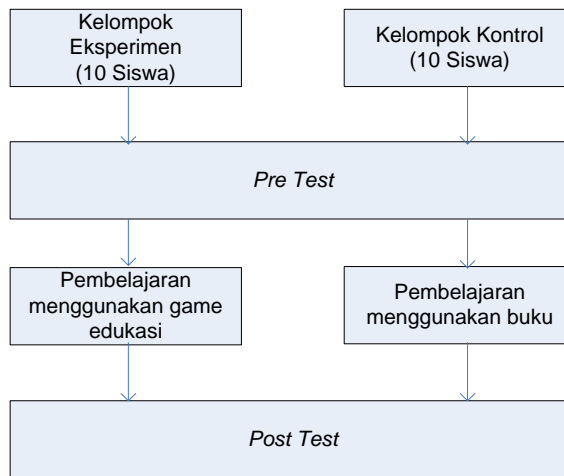 Kelompok
Eksperimen
(10 Siswa)
Kelompok Kontrol
(10 Siswa)
Pre Test
Pembelajaran
menggunakan game
edukasi
Pembelajaran
menggunakan buku
Post Test